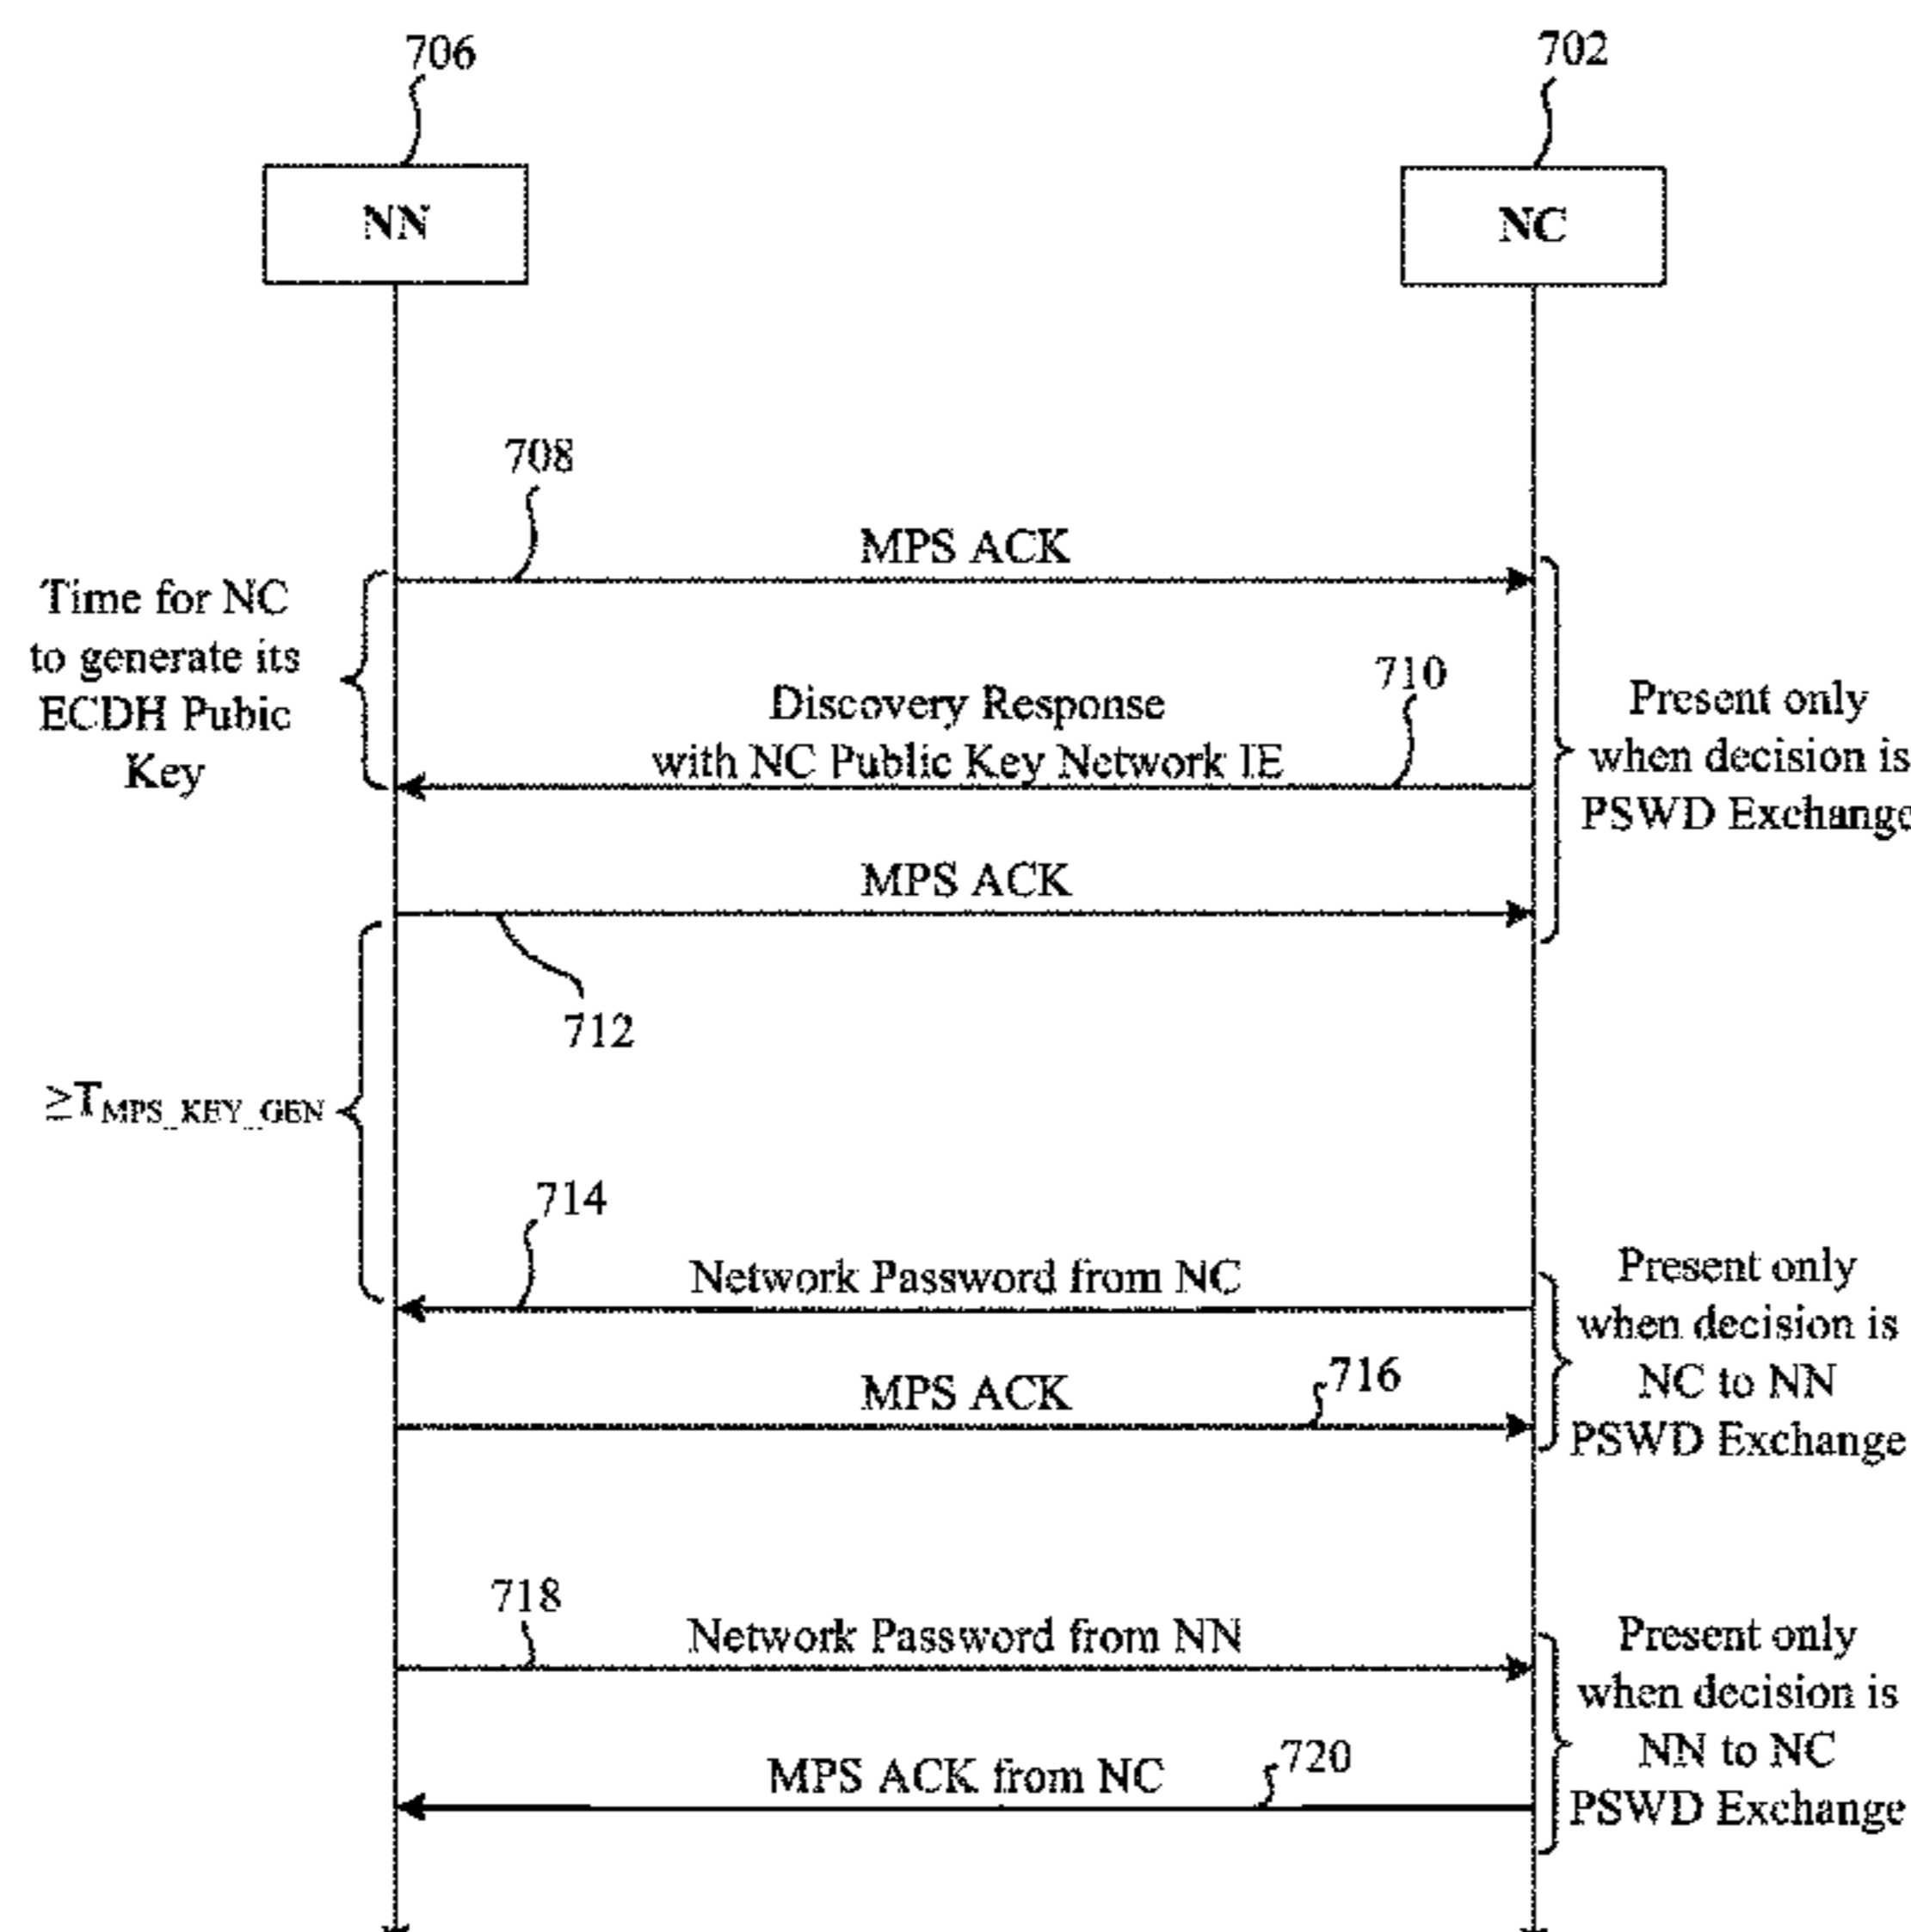 706
702
NN
NC
708
MPS ACK
Time for NC
to generate its
ECDH Pubic
Key
710
Discovery Response
with NC Public Key Network IE
Present only
when decision is
PSWD Exchange
MPS ACK
712
≥TMPS_KEY_GEN
714
Network Password from NC
716
MPS ACK
Present only
when decision is
NC to NN
PSWD Exchange
718
Network Password from NN
720
MPS ACK from NC
Present only
when decision is
NN to NC
PSWD Exchange